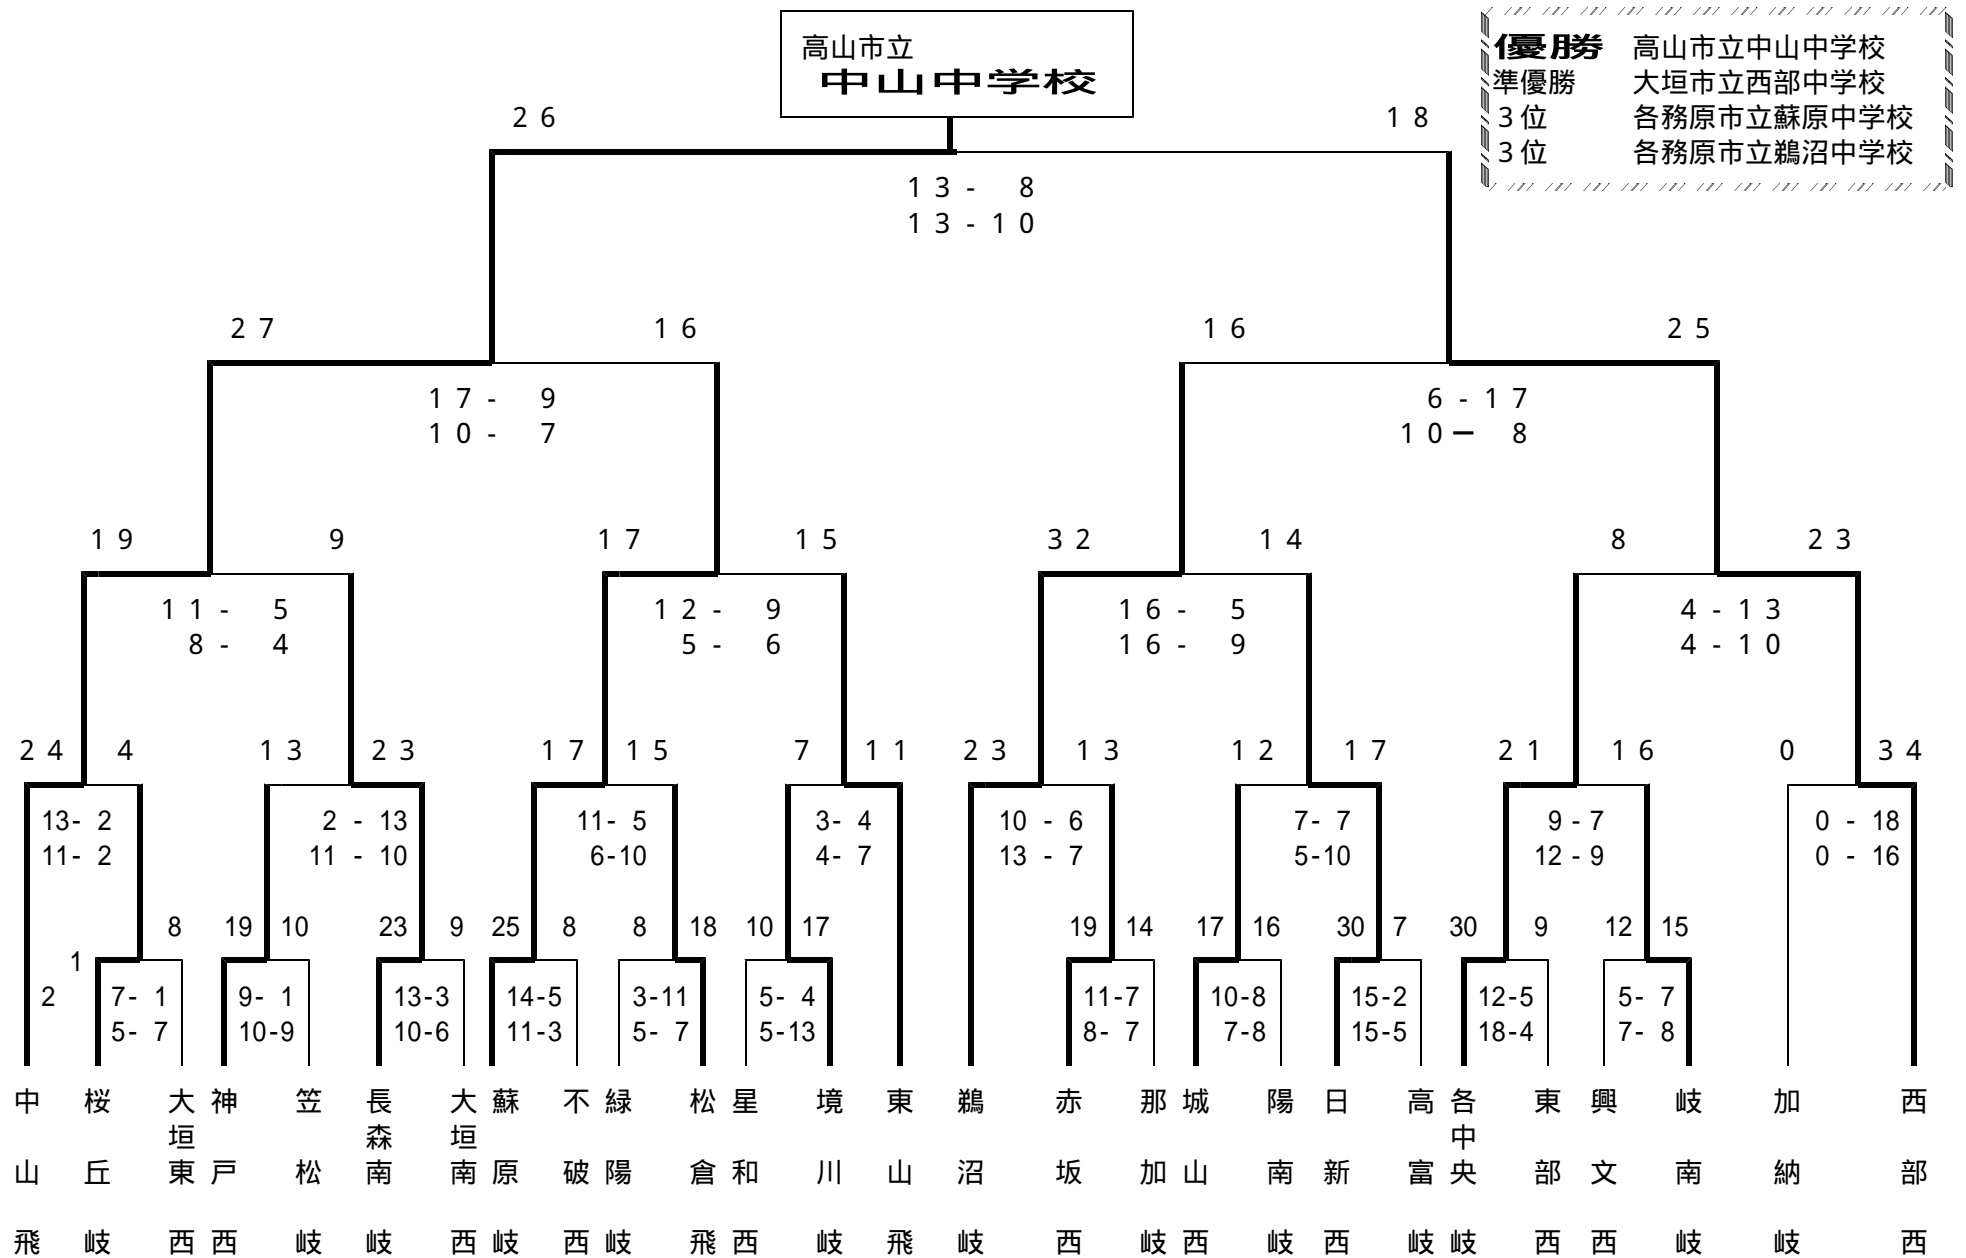 高山市立
中山中学校
優勝 高山市立中山中学校
準優勝 大垣市立西部中学校
3位 各務原市立蘇原中学校
3位 各務原市立鵜沼中学校
26 18
13- 8
13-10
27 16 16 25
17- 9 6-17
10- 7 10ー 8
19 9 17 15 32 14 8 23
11- 5 12- 9 16- 5 4-13
8- 4 5- 6 16- 9 4-10
24 4 13 23 17 15 7 11 23 13 12 17 21 16 0 34
13- 2 2 - 13 11- 5 3- 4 10 - 6 7- 7 9 - 7 0 - 18
11- 2 11 - 10 6-10 4- 7 13 - 7 5-10 12 - 9 0 - 16
8 19 10 23 9 25 8 8 18 10 17 19 14 17 16 30 7 30 9 12 15
1
2 7- 1 9- 1 13-3 14-5 3-11 5- 4 11-7 10-8 15-2 12-5 5- 7
5- 7 10-9 10-6 11-3 5- 7 5-13 8- 7 7-8 15-5 18-4 7- 8
中山 飛
桜丘 岐
大垣東 西
神戸 西
笠松 岐
長森南 岐
大垣南 西
蘇原 岐
不破 西
緑陽 岐
松倉 飛
星和 西
境川 岐
東山 飛
鵜沼 岐
赤坂 西
那加 岐
城山 西
陽南 岐
日新 西
高富 岐
各中央 岐
東部 西
興文 西
岐南 岐
加納 岐
西部 西